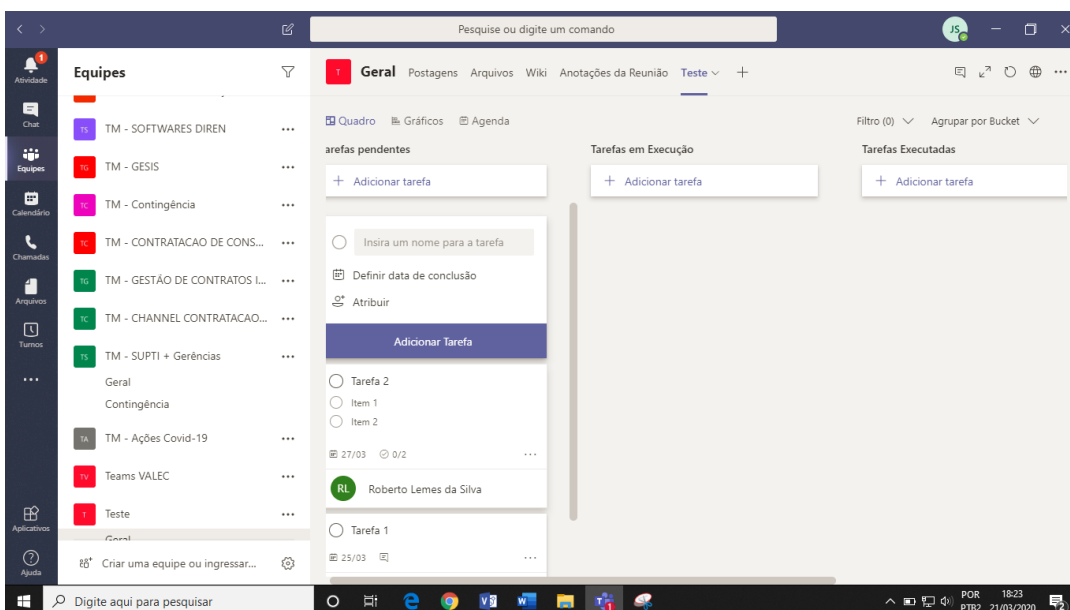 Pesquise ou digite um comando
JS
1
Atividade
Chat
Equipes
Calendário
Chamadas
Arquivos
Turnos
Aplicativos
Ajuda
Equipes
TS TM - SOFTWARES DIREN
TG TM - GESIS
TC TM - Contingência
TC TM - CONTRATACAO DE CONS...
TG TM - GESTÃO DE CONTRATOS I...
TC TM - CHANNEL CONTRATACAO...
TS TM - SUPTI + Gerências
Geral
Contingência
TA TM - Ações Covid-19
TV Teams VALEC
T Teste
Geral
Criar uma equipe ou ingressar...
T Geral Postagens Arquivos Wiki Anotações da Reunião Teste
Quadro Gráficos Agenda
Filtro (0) Agrupar por Bucket
arefas pendentes
Adicionar tarefa
Insira um nome para a tarefa
Definir data de conclusão
Atribuir
Adicionar Tarefa
Tarefa 2
Item 1
Item 2
27/03 0/2
RL Roberto Lemes da Silva
Tarefa 1
25/03
Tarefas em Execução
Adicionar tarefa
Tarefas Executadas
Adicionar tarefa
Digite aqui para pesquisar
POR 18:23
PTB2 21/03/2020